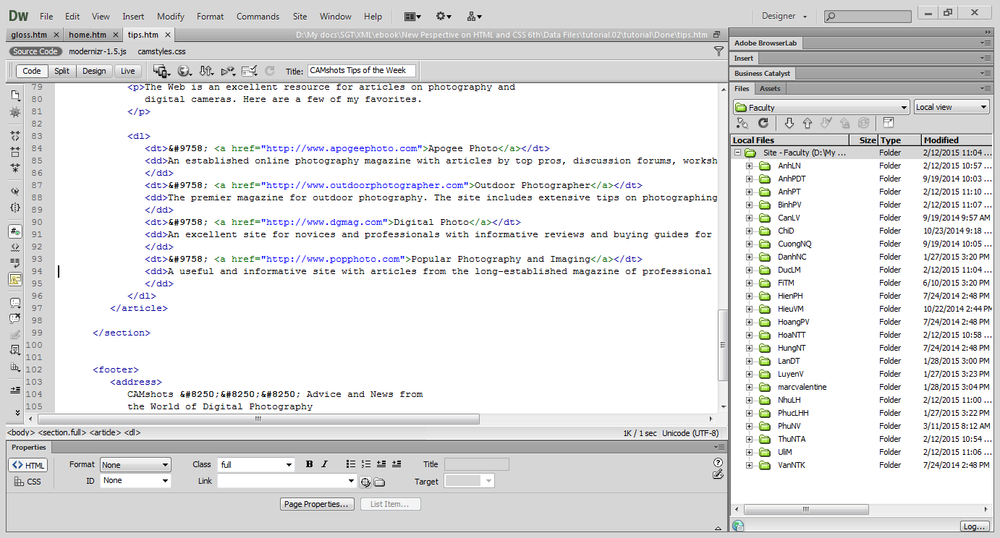 Dw File Edit View Insert Modify Format Commands Site Window Help Designer
gloss.htm × home.htm × tips.htm × D:\My docs\SGT\XML\ebook\New Pespective on HTML and CSS 6th\Data Files\tutorial.02\tutorial\Done\tips.htm
Source Code modernizr-1.5.js camstyles.css
Code Split Design Live Title: CAMshots Tips of the Week
79 <p>The Web is an excellent resource for articles on photography and
80 digital cameras. Here are a few of my favorites.
81 </p>
82
83 <dl>
84 <dt>&#9758; <a href="http://www.apogeephoto.com">Apogee Photo</a></dt>
85 <dd>An established online photography magazine with articles by top pros, discussion forums, worksh
86 </dd>
87 <dt>&#9758; <a href="http://www.outdoorphotographer.com">Outdoor Photographer</a></dt>
88 <dd>The premier magazine for outdoor photography. The site includes extensive tips on photographing
89 </dd>
90 <dt>&#9758; <a href="http://www.dgmag.com">Digital Photo</a></dt>
91 <dd>An excellent site for novices and professionals with informative reviews and buying guides for
92 </dd>
93 <dt>&#9758; <a href="http://www.popphoto.com">Popular Photography and Imaging</a></dt>
94 <dd>A useful and informative site with articles from the long-established magazine of professional
95 </dd>
96 </dl>
97 </article>
98
99 </section>
100
101
102 <footer>
103 <address>
104 CAMshots &#8250;&#8250;&#8250; Advice and News from
105 the World of Digital Photography
<body> <section.full> <article> <dl> 1K / 1 sec Unicode (UTF-8)
Properties
<> HTML Format None Class full B I Title
CSS ID None Link Target
Page Properties... List Item...
Adobe BrowserLab
Insert
Business Catalyst
Files Assets
Faculty Local view
Local Files Size Type Modified
Site - Faculty (D:\My ... Folder 2/12/2015 11:04 ...
AnhLN Folder 2/12/2015 10:57 ...
AnhPDT Folder 9/19/2014 10:03 ...
AnhPT Folder 2/12/2015 11:10 ...
BinhPV Folder 2/12/2015 11:07 ...
CanLV Folder 9/19/2014 9:57 AM
ChiD Folder 10/23/2014 9:18 ...
CuongNQ Folder 9/19/2014 10:05 ...
DanhNC Folder 1/27/2015 3:20 PM
DucLM Folder 2/12/2015 11:04 ...
FiTM Folder 6/10/2015 3:20 PM
HienPH Folder 7/24/2014 2:48 PM
HieuVM Folder 10/22/2014 2:44 PM
HoangPV Folder 7/24/2014 2:48 PM
HoaNTT Folder 2/12/2015 10:58 ...
HungNT Folder 7/24/2014 2:48 PM
LanDT Folder 1/28/2015 3:00 PM
LuyenV Folder 1/27/2015 3:23 PM
marcvalentine Folder 1/28/2015 3:04 PM
NhuLH Folder 2/12/2015 11:00 ...
PhucLHH Folder 1/27/2015 3:22 PM
PhuNV Folder 3/11/2015 8:12 AM
ThuNTA Folder 2/12/2015 10:54 ...
UliM Folder 2/12/2015 11:06 ...
VanNTK Folder 7/24/2014 2:48 PM
Log...